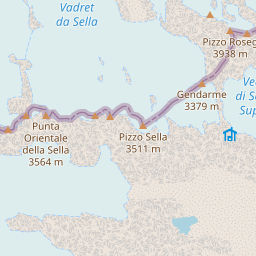 Vadret
da Sella
Pizzo Roseg
3938 m
Gendarme
3379 m
Punta
Orientale
della Sella
3564 m
Pizzo Sella
3511 m